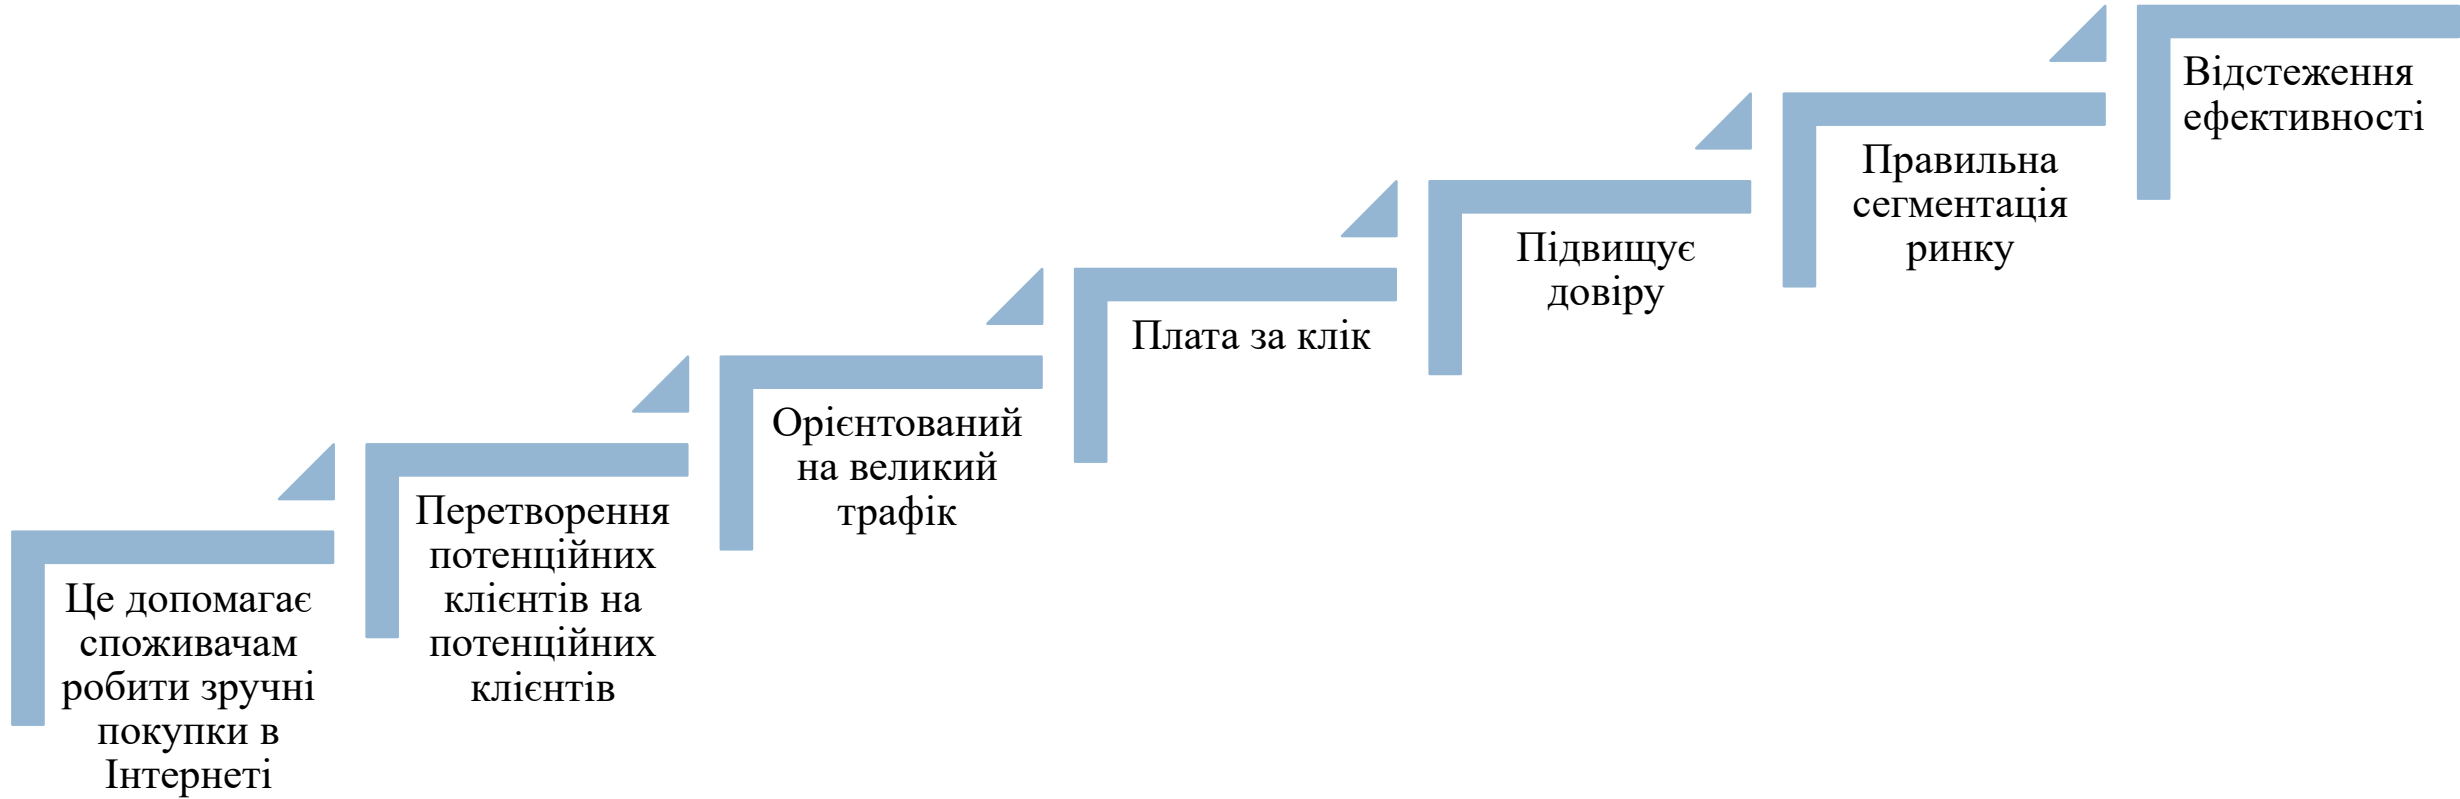 Це допомагає
споживачам
робити зручні
покупки в
Інтернеті
Перетворення
потенційних
клієнтів на
потенційних
клієнтів
Орієнтований
на великий
трафік
Плата за клік
Підвищує
довіру
Правильна
сегментація
ринку
Відстеження
ефективності